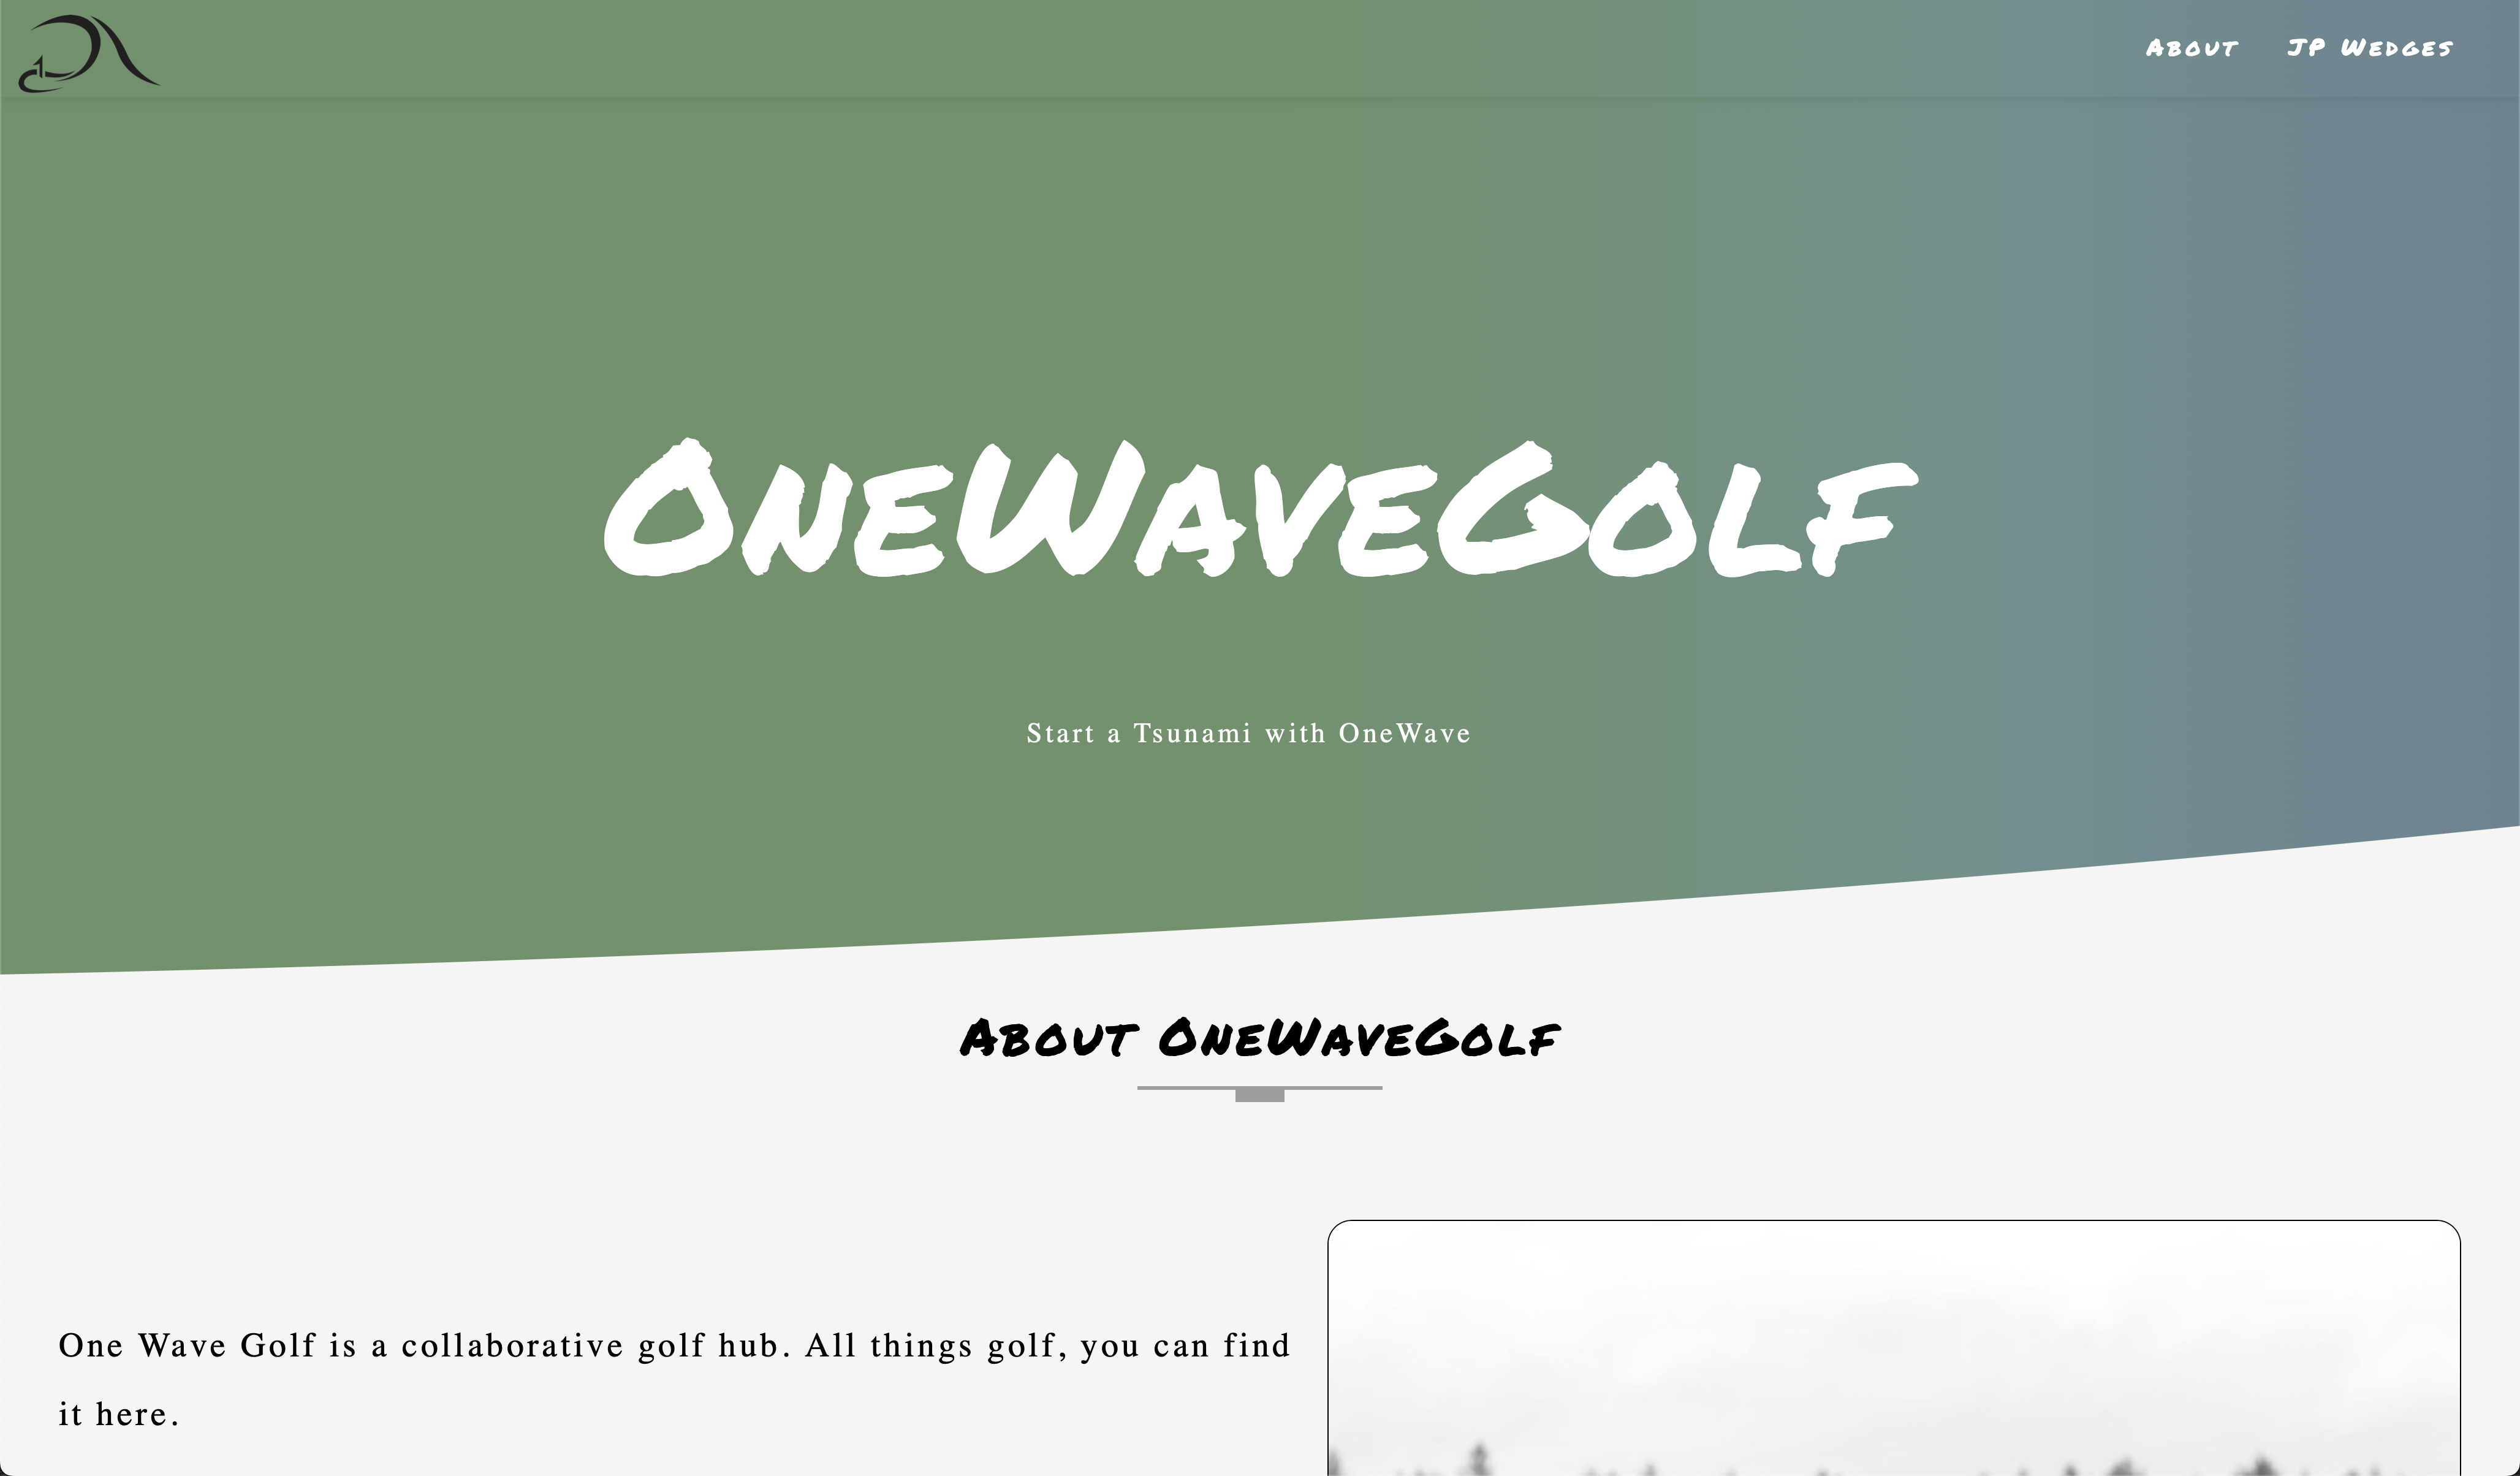 About JP Wedges
OneWaveGolf
Start a Tsunami with OneWave
About OneWaveGolf
One Wave Golf is a collaborative golf hub. All things golf, you can find
it here.